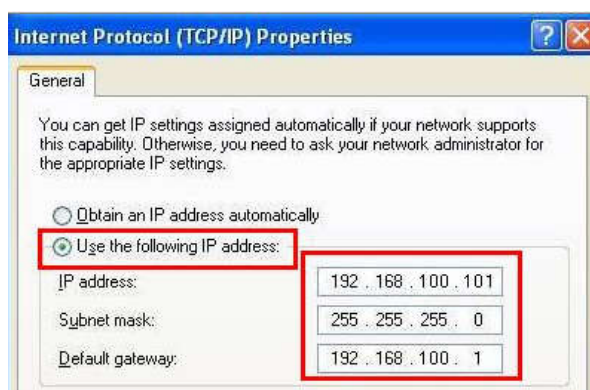 Internet Protocol (TCP/IP) Properties
General
You can get IP settings assigned automatically if your network supports
this capability. Otherwise, you need to ask your network administrator for
the appropriate IP settings.
Obtain an IP address automatically
Use the following IP address:
IP address: 192 . 168 . 100 . 101
Subnet mask: 255 . 255 . 255 . 0
Default gateway: 192 . 168 . 100 . 1